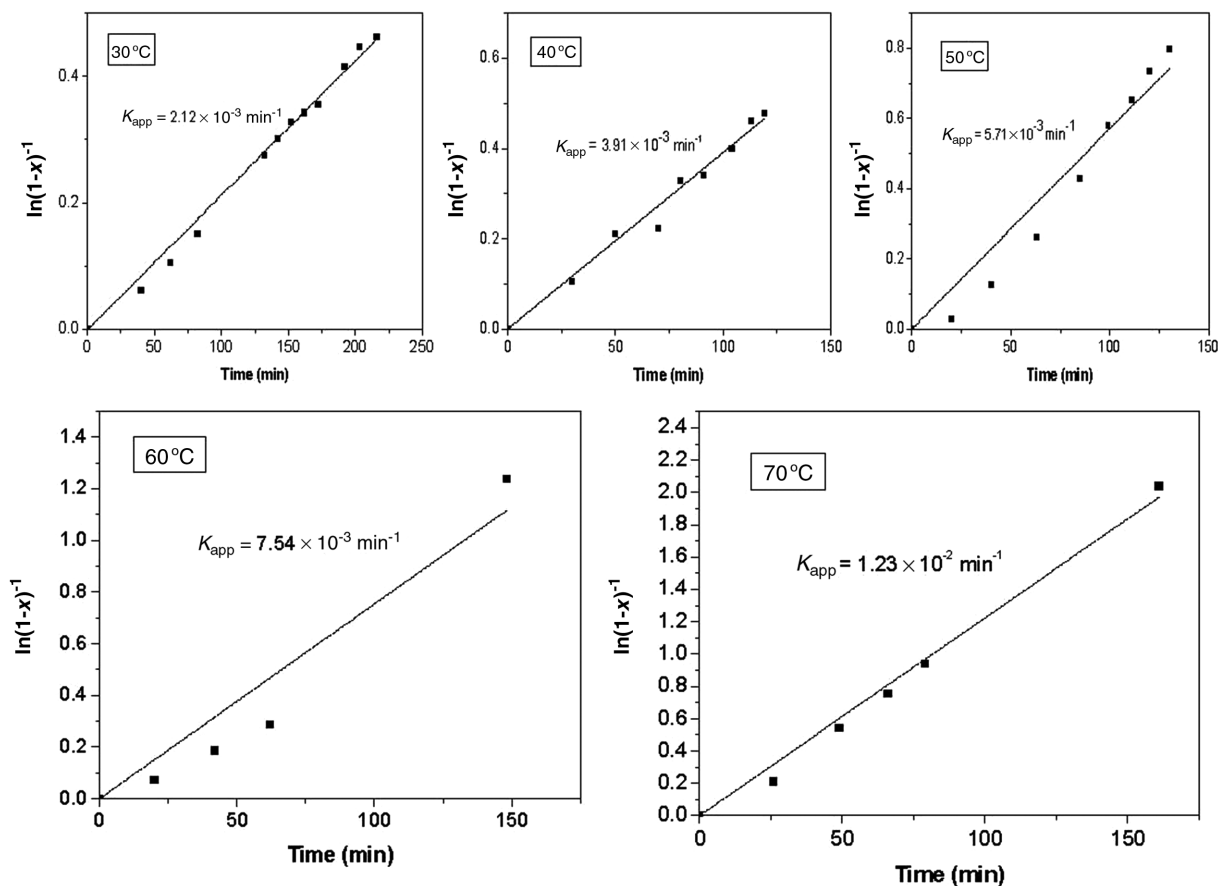 30°C
K_app = 2.12 × 10^-3 min^-1
ln(1-x)^-1
0.4
0.2
0.0
0 50 100 150 200 250
Time (min)
40°C
K_app = 3.91 × 10^-3 min^-1
ln(1-x)^-1
0.6
0.4
0.2
0.0
0 50 100 150
Time (min)
50°C
K_app = 5.71×10^-3 min^-1
ln(1-x)^-1
0.8
0.6
0.4
0.2
0.0
0 50 100 150
Time (min)
60°C
K_app = 7.54 × 10^-3 min^-1
ln(1-x)^-1
1.4
1.2
1.0
0.8
0.6
0.4
0.2
0.0
0 50 100 150
Time (min)
70°C
K_app = 1.23 × 10^-2 min^-1
ln(1-x)^-1
2.4
2.2
2.0
1.8
1.6
1.4
1.2
1.0
0.8
0.6
0.4
0.2
0.0
0 50 100 150
Time (min)